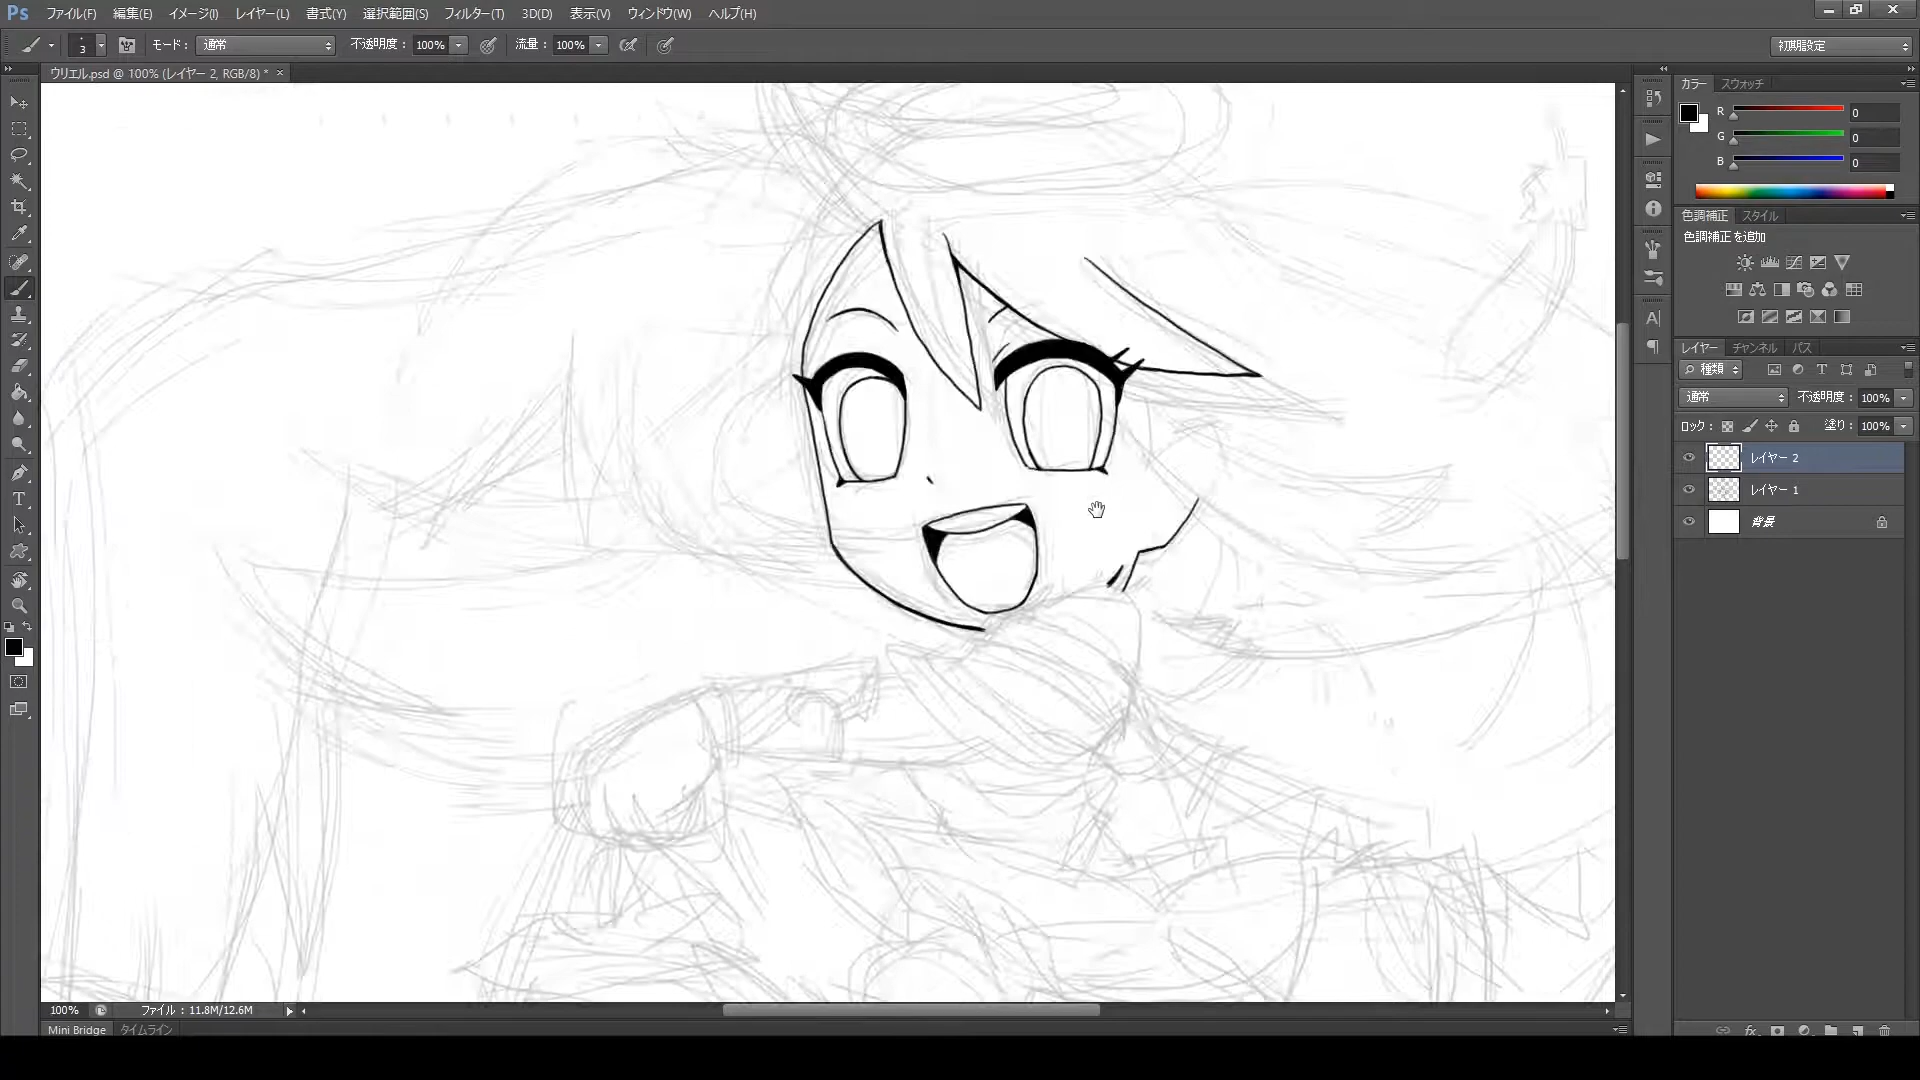 Ps ファイル(F) 編集(E) イメージ(I) レイヤー(L) 書式(Y) 選択範囲(S) フィルター(T) 3D(D) 表示(V) ウィンドウ(W) ヘルプ(H)
3 モード: 通常 不透明度: 100% 流量: 100% 初期設定
ウリエル.psd @ 100% (レイヤー 2, RGB/8) * ×
カラー スウォッチ
R 0
G 0
B 0
色調補正 スタイル
色調補正を追加
レイヤー チャンネル パス
種類
通常 不透明度: 100%
ロック: 塗り: 100%
レイヤー 2
レイヤー 1
背景
100% ファイル: 11.8M/12.6M
Mini Bridge タイムライン